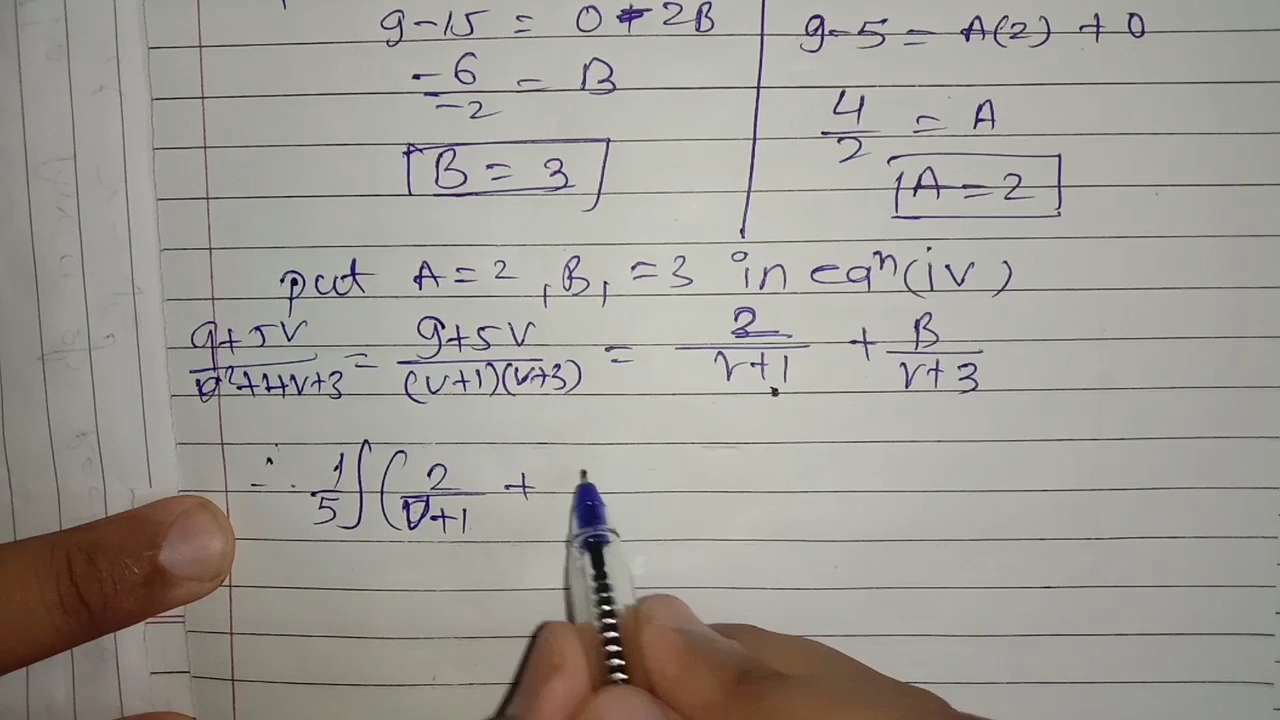 9-15 = 0 + -2B
9-5 = A(2) + 0
-6/-2 = B
4/2 = A
B = 3
A = 2
put A = 2 , B, = 3 in eqⁿ (iv)
9+5v/v²+4v+3 = 9+5v/(v+1)(v+3) = 2/v+1 + B/v+3
∴ 1/5 ∫ ( 2/v+1 +